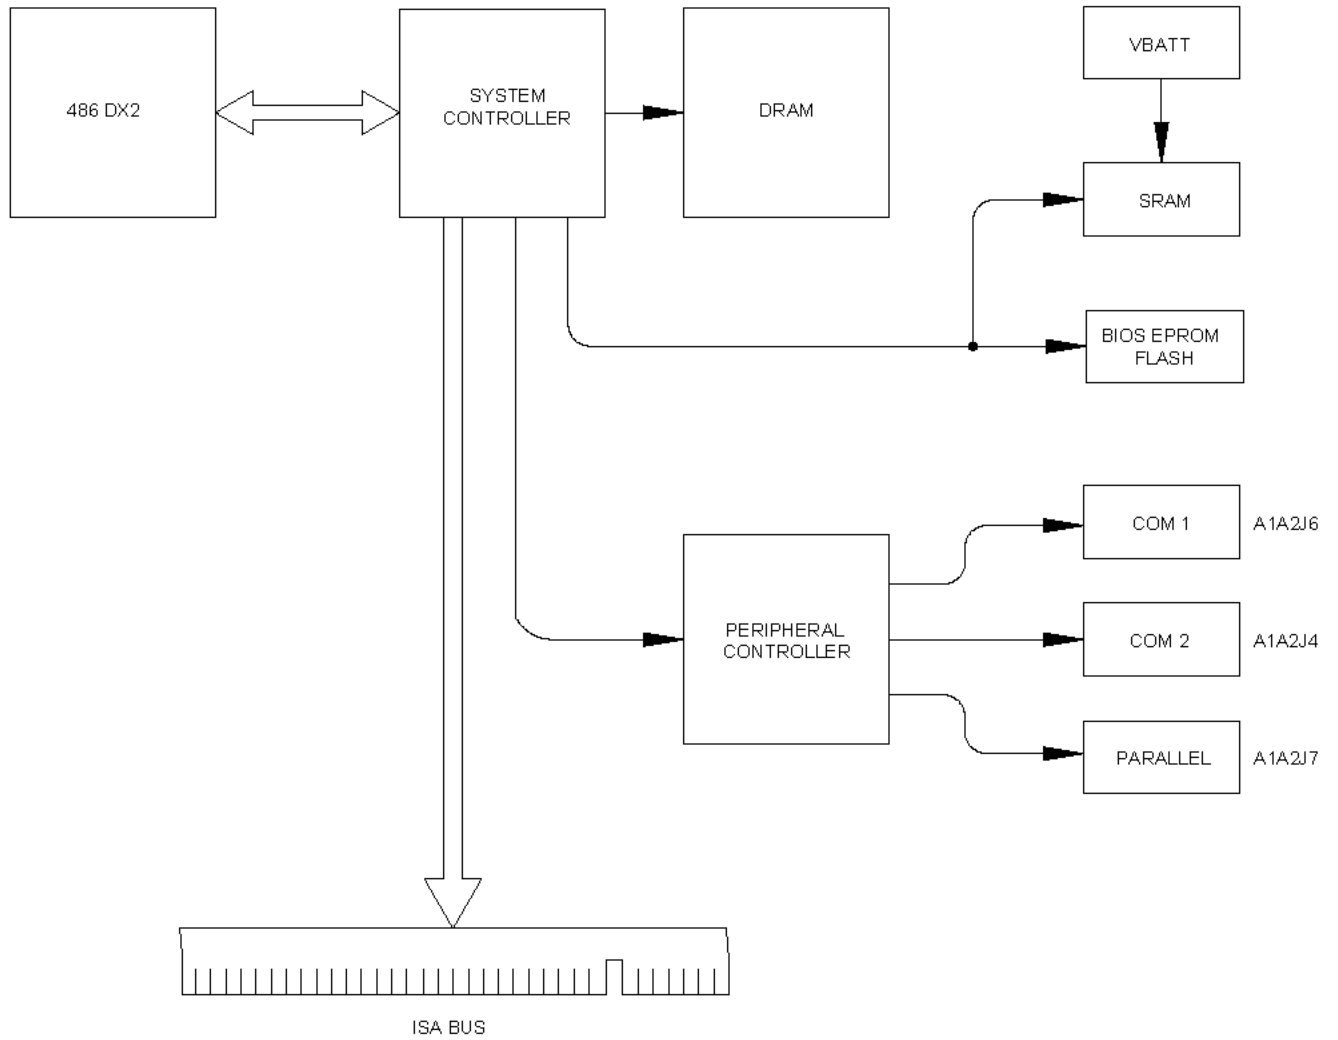 486 DX2
SYSTEM
CONTROLLER
DRAM
VBATT
SRAM
BIOS EPROM
FLASH
COM 1
A1A2J6
PERIPHERAL
CONTROLLER
COM 2
A1A2J4
PARALLEL
A1A2J7
ISA BUS